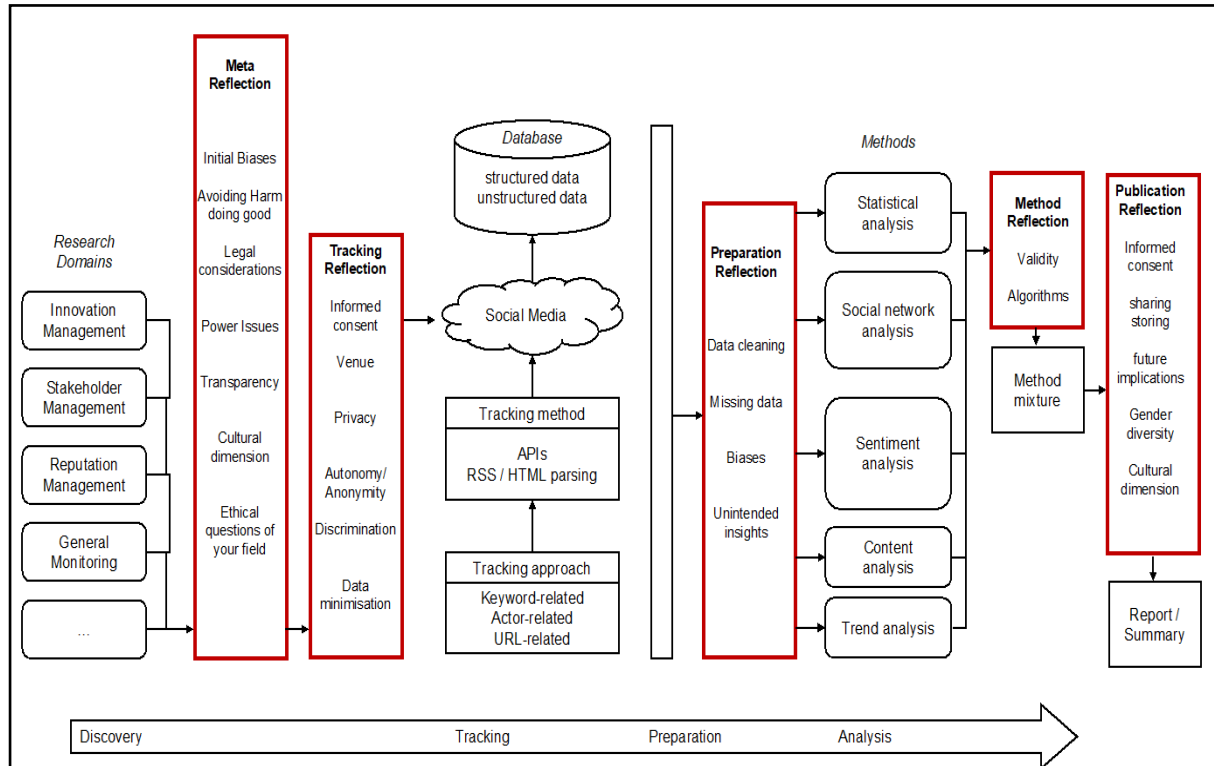 Research
Domains
Innovation
Management
Stakeholder
Management
Reputation
Management
General
Monitoring
...
Meta
Reflection
Initial Biases
Avoiding Harm
doing good
Legal
considerations
Power Issues
Transparency
Cultural
dimension
Ethical
questions
of your field
Tracking
Reflection
Informed
consent
Venue
Privacy
Autonomy/
Anonymity
Discrimination
Data
minimisation
Database
structured data
unstructured data
Social Media
Tracking method
APIs
RSS / HTML parsing
Tracking approach
Keyword-related
Actor-related
URL-related
Preparation
Reflection
Data cleaning
Missing data
Biases
Unintended
insights
Methods
Statistical
analysis
Social network
analysis
Sentiment
analysis
Content
analysis
Trend analysis
Method
Reflection
Validity
Algorithms
Method
mixture
Publication
Reflection
Informed
consent
sharing
storing
future
implications
Gender
diversity
Cultural
dimension
Report /
Summary
Discovery
Tracking
Preparation
Analysis